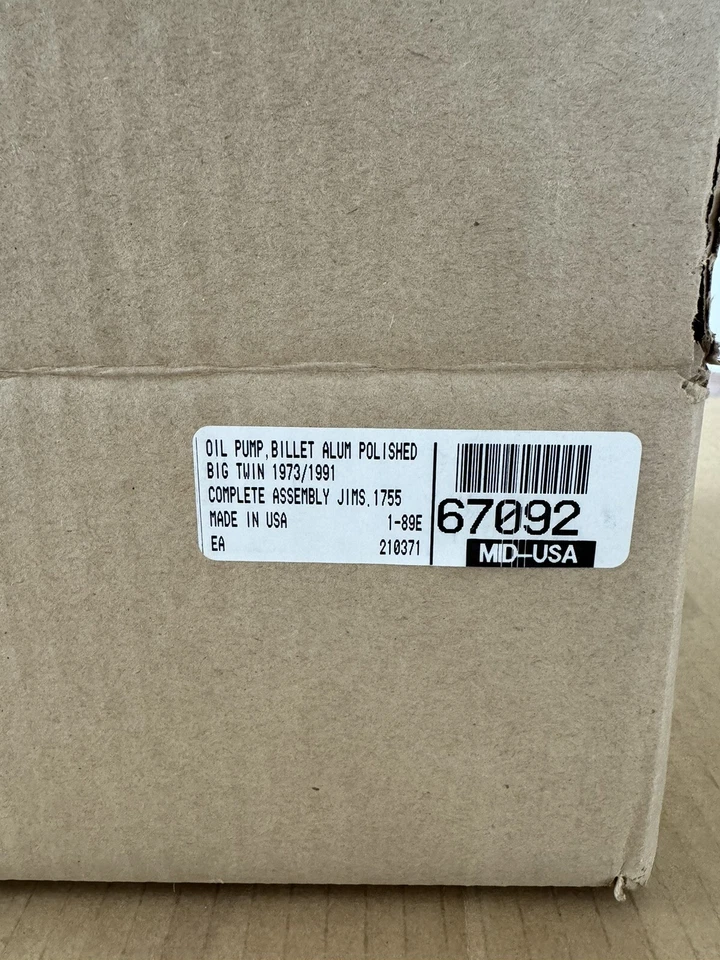 OIL PUMP,BILLET ALUM POLISHED
BIG TWIN 1973/1991
COMPLETE ASSEMBLY JIMS,1755
MADE IN USA 1-89E
EA 210371
67092
MID-USA